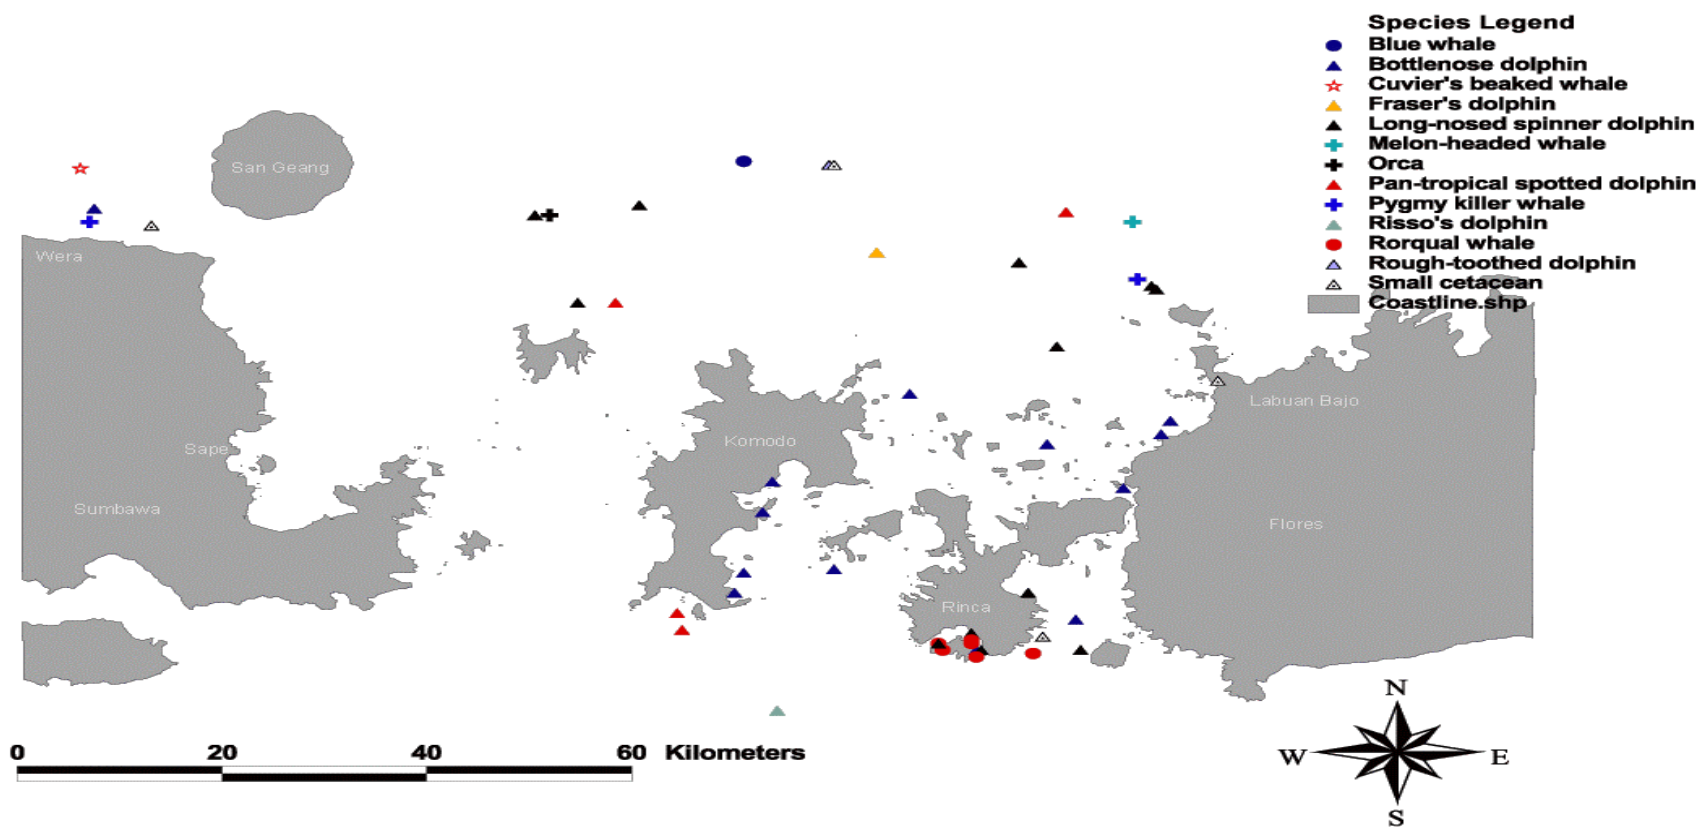 Species Legend
Blue whale
Bottlenose dolphin
Cuvier's beaked whale
Fraser's dolphin
Long-nosed spinner dolphin
Melon-headed whale
Orca
Pan-tropical spotted dolphin
Pygmy killer whale
Risso's dolphin
Rorqual whale
Rough-toothed dolphin
Small cetacean
Coastline.shp
San Geang
Wera
Labuan Bajo
Komodo
Sape
Sumbawa
Flores
Rinca
N
W E
S
0 20 40 60 Kilometers